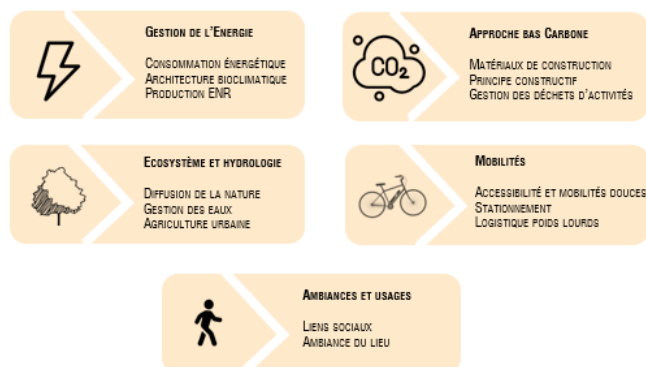 GESTION DE L'ENERGIE
CONSOMMATION ÉNERGÉTIQUE
ARCHITECTURE BIOCLIMATIQUE
PRODUCTION ENR
APPROCHE BAS CARBONE
CO2
MATÉRIAUX DE CONSTRUCTION
PRINCIPE CONSTRUCTIF
GESTION DES DÉCHETS D'ACTIVITÉS
ECOSYSTÈME ET HYDROLOGIE
DIFFUSION DE LA NATURE
GESTION DES EAUX
AGRICULTURE URBAINE
MOBILITÉS
ACCESSIBILITÉ ET MOBILITÉS DOUCES
STATIONNEMENT
LOGISTIQUE POIDS LOURDS
AMBIANCES ET USAGES
LIENS SOCIAUX
AMBIANCE DU LIEU